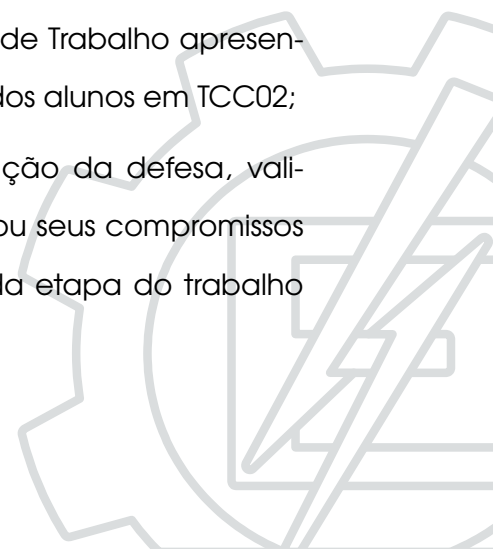 de Trabalho apresen-
dos alunos em TCC02;
ção da defesa, vali-
ou seus compromissos
da etapa do trabalho